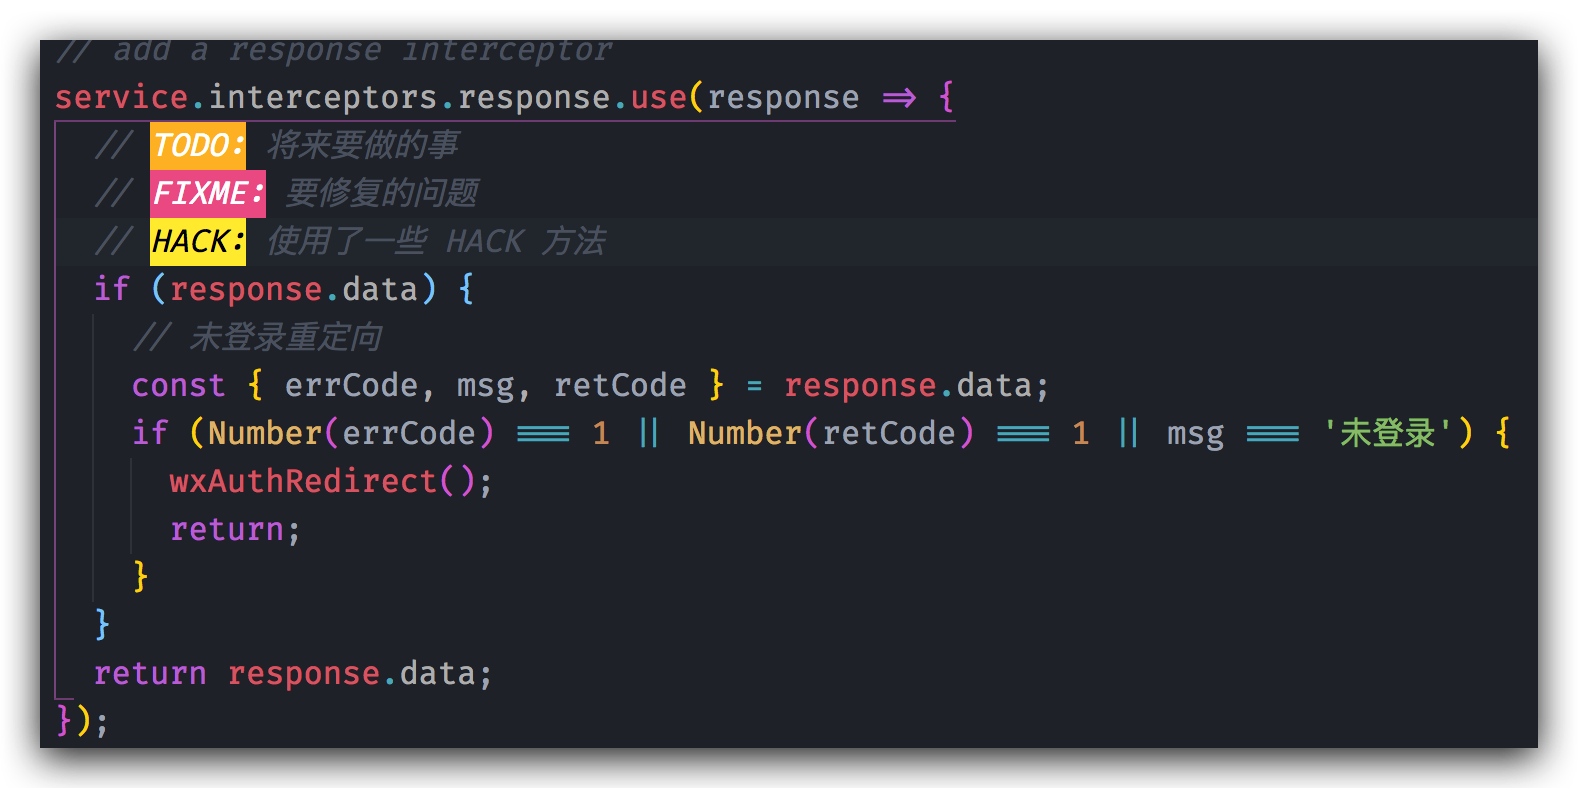 // add a response interceptor
service.interceptors.response.use(response => {
// TODO: 将来要做的事
// FIXME: 要修复的问题
// HACK: 使用了一些 HACK 方法
if (response.data) {
// 未登录重定向
const { errCode, msg, retCode } = response.data;
if (Number(errCode) === 1 || Number(retCode) === 1 || msg === '未登录') {
wxAuthRedirect();
return;
}
}
return response.data;
});